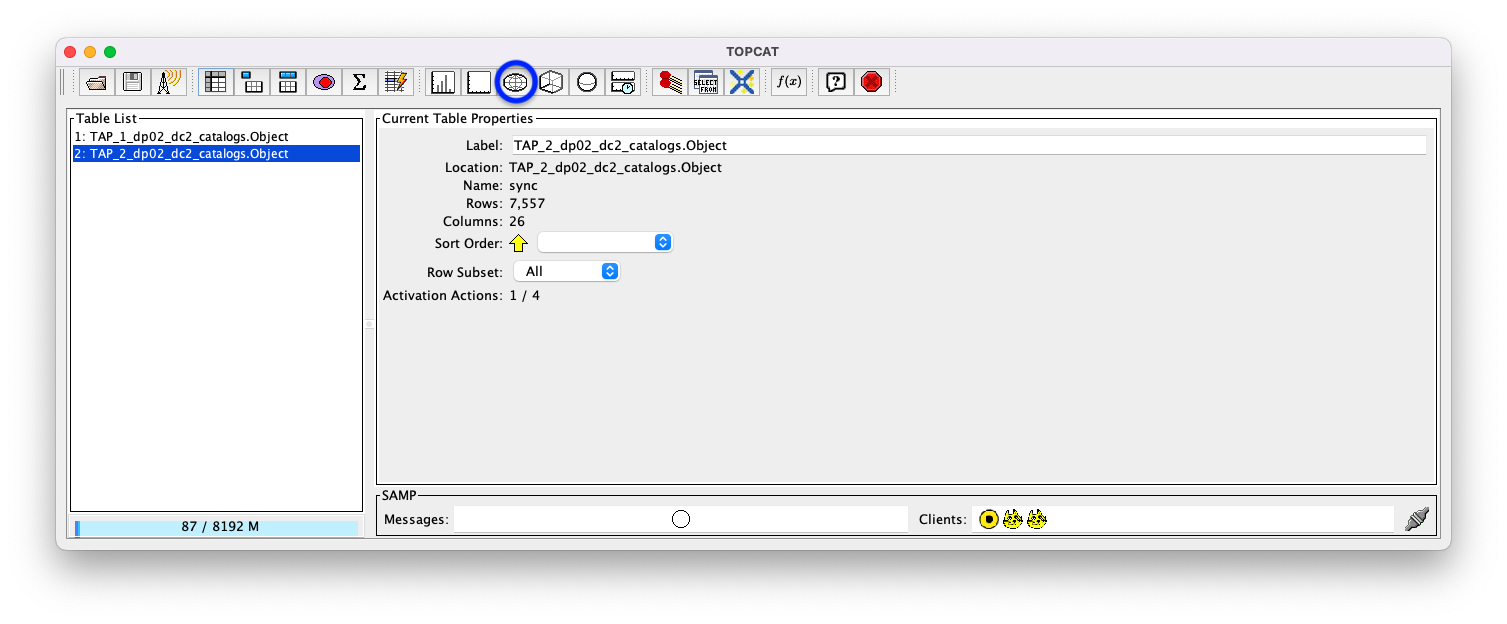 TOPCAT
Σ
SELECT
FROM
f(x)
?
Table List
1: TAP_1_dp02_dc2_catalogs.Object
2: TAP_2_dp02_dc2_catalogs.Object
87 / 8192 M
Current Table Properties
Label: TAP_2_dp02_dc2_catalogs.Object
Location: TAP_2_dp02_dc2_catalogs.Object
Name: sync
Rows: 7,557
Columns: 26
Sort Order:
Row Subset: All
Activation Actions: 1 / 4
SAMP
Messages:
Clients: